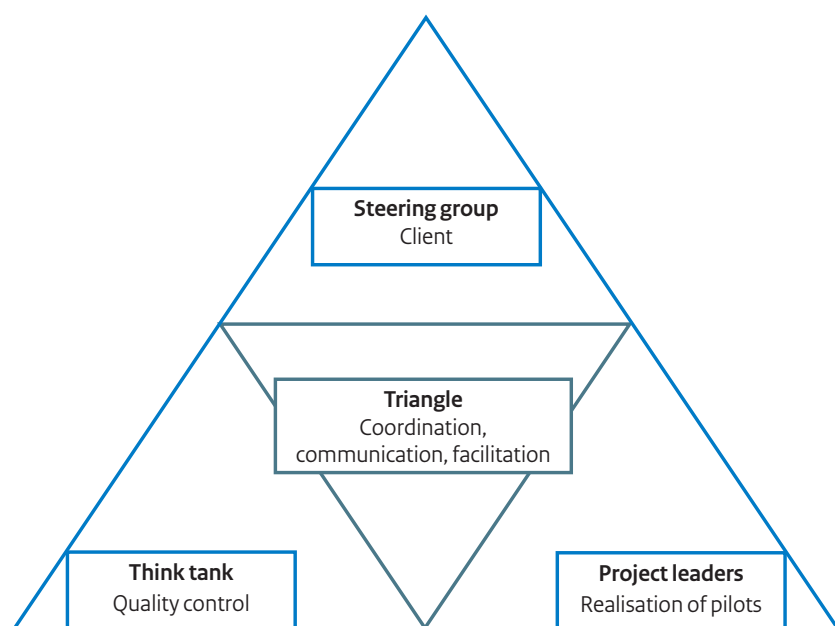 Steering group
Client
Triangle
Coordination,
communication, facilitation
Think tank
Quality control
Project leaders
Realisation of pilots